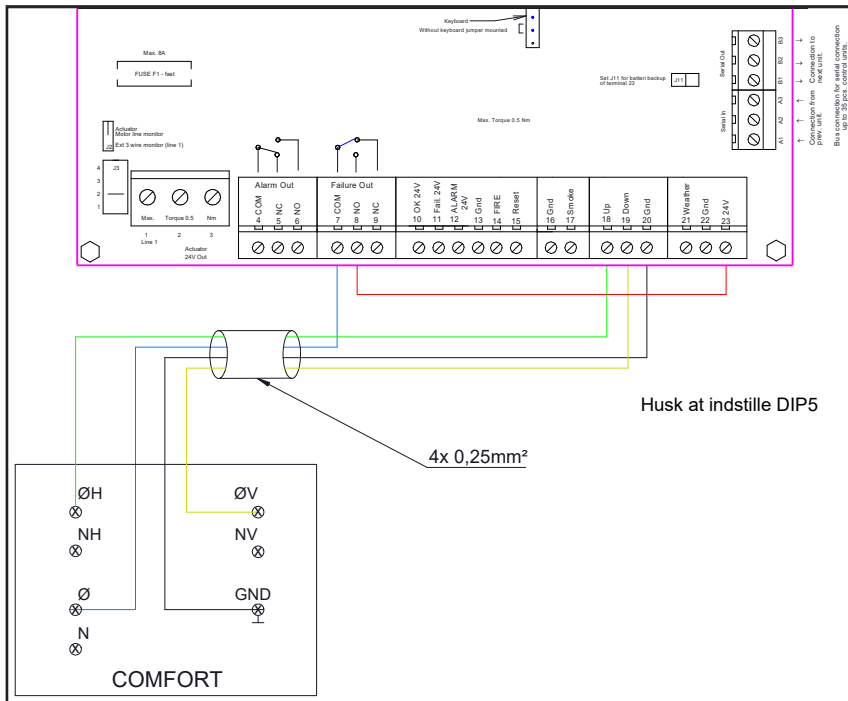 Keyboard
Without keyboard jumper mounted
Max. 8A
FUSE F1 - fast
Set J11 for batteri backup
of terminal 23
J11
Max. Torque 0.5 Nm
Serial Out
Serial In
B3
B2
B1
A3
A2
A1
Connection to
next unit.
Connection from
prev. unit.
Bus connection for serial connection
up to 35 pcs. control units.
Actuator
Motor line monitor
J2 Ext 3 wire monitor (line 1)
J3
4
3
2
1
Max. Torque 0.5 Nm
1 2 3
Line 1
Actuator
24V Out
Alarm Out
COM NC NO
4 5 6
Failure Out
COM NO NC
7 8 9
OK 24V
10
Fail. 24V
11
ALARM
24V
12
Gnd
13
FIRE
14
Reset
15
Gnd
16
Smoke
17
Up
18
Down
19
Gnd
20
Weather
21
Gnd
22
24V
23
Husk at indstille DIP5
4x 0,25mm²
ØH ØV
NH NV
Ø GND
N
COMFORT